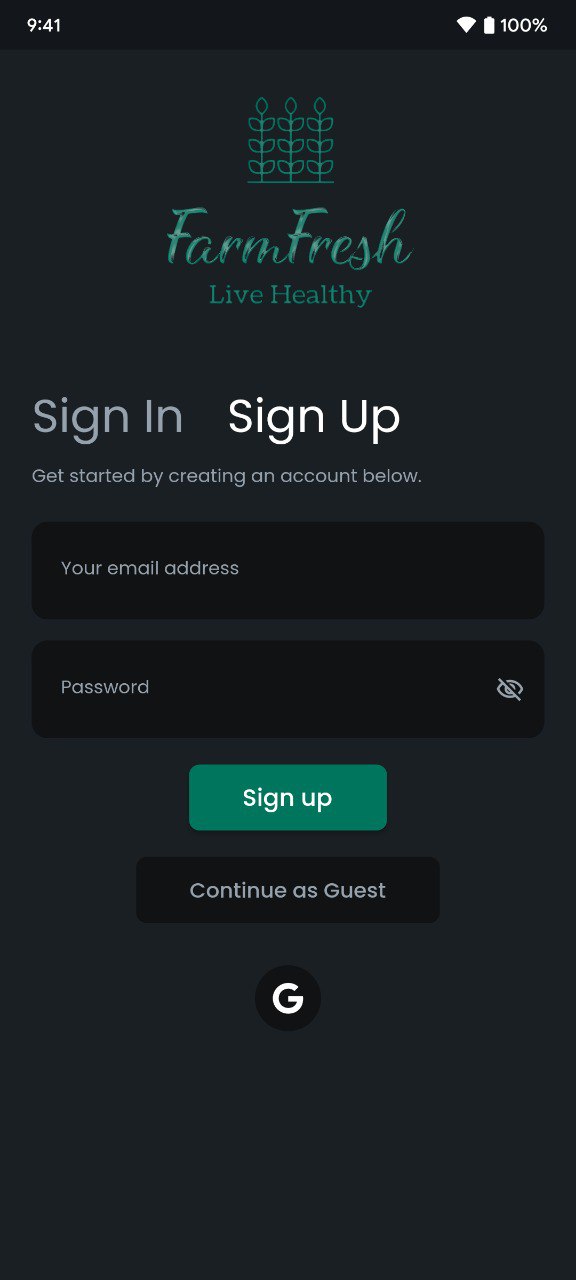 9:41 100%
FarmFresh
Live Healthy
Sign In Sign Up
Get started by creating an account below.
Your email address
Password
Sign up
Continue as Guest
G